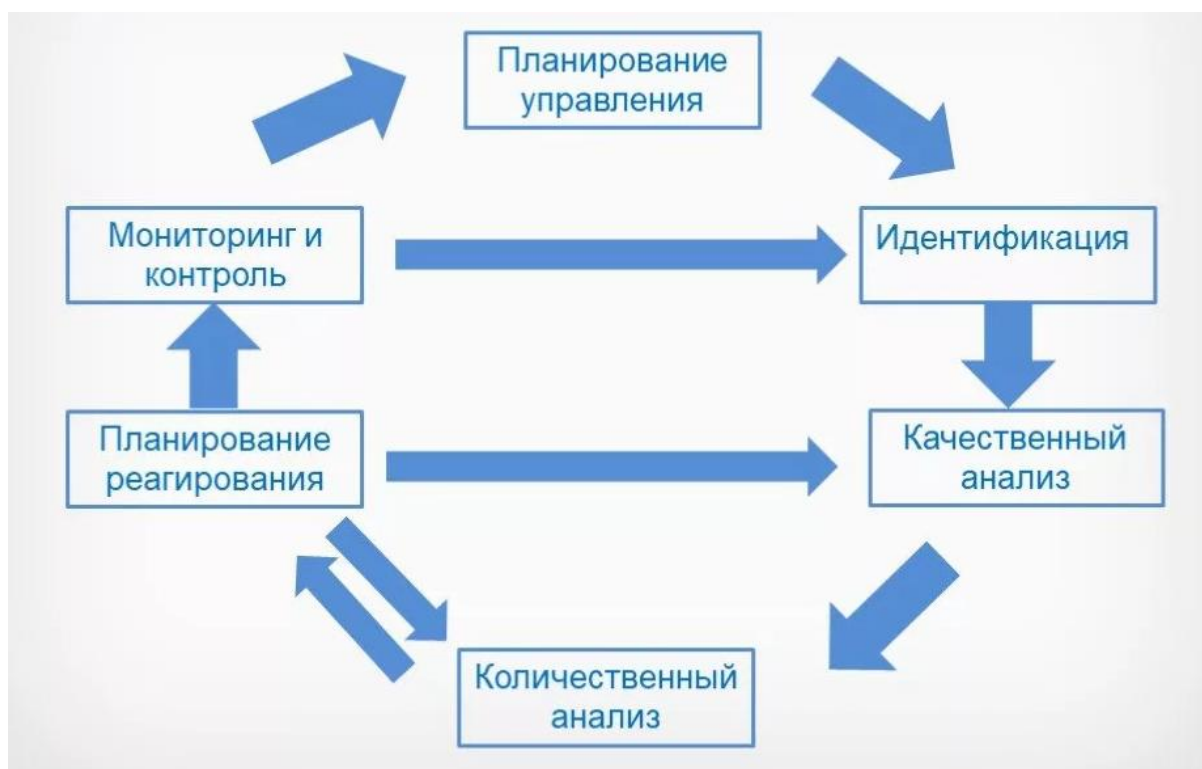 Планирование
управления
Мониторинг и
контроль
Идентификация
Планирование
реагирования
Качественный
анализ
Количественный
анализ